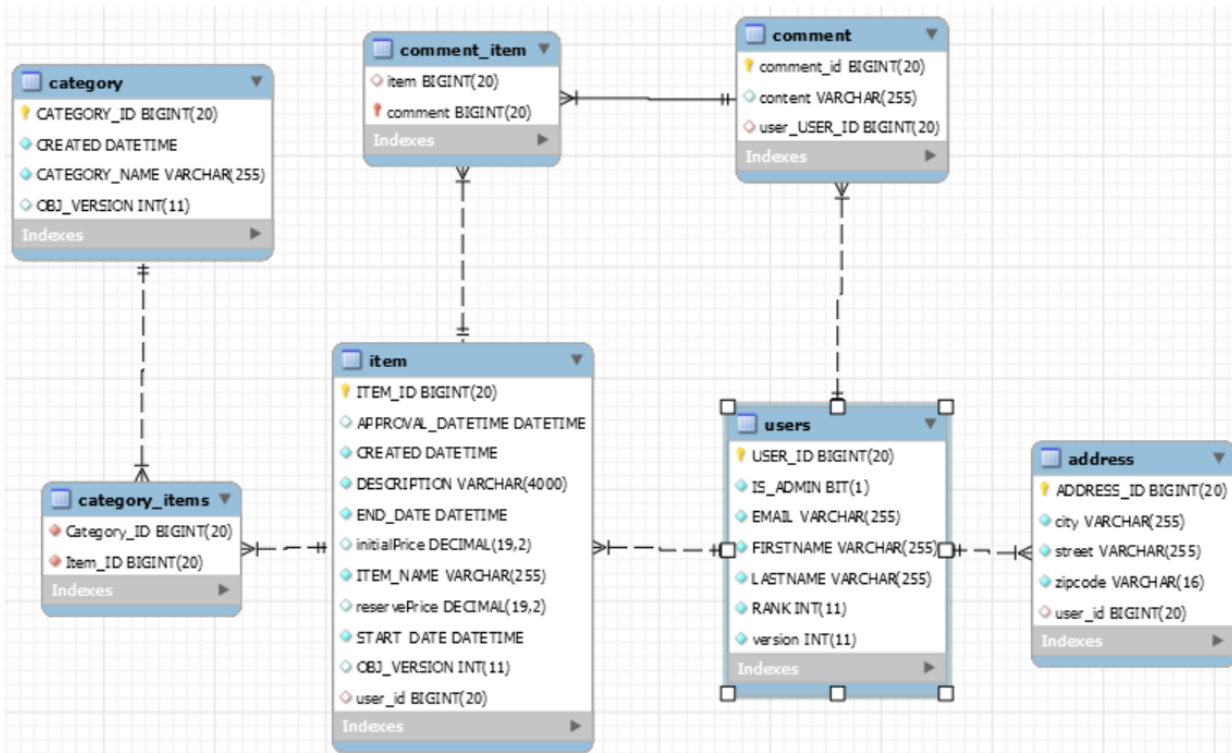 category
CATEGORY_ID BIGINT(20)
CREATED DATETIME
CATEGORY_NAME VARCHAR(255)
OBJ_VERSION INT(11)
Indexes
comment_item
item BIGINT(20)
comment BIGINT(20)
Indexes
comment
comment_id BIGINT(20)
content VARCHAR(255)
user_USER_ID BIGINT(20)
Indexes
category_items
Category_ID BIGINT(20)
Item_ID BIGINT(20)
Indexes
item
ITEM_ID BIGINT(20)
APPROVAL_DATETIME DATETIME
CREATED DATETIME
DESCRIPTION VARCHAR(4000)
END_DATE DATETIME
initialPrice DECIMAL(19,2)
ITEM_NAME VARCHAR(255)
reservePrice DECIMAL(19,2)
START_DATE DATETIME
OBJ_VERSION INT(11)
user_id BIGINT(20)
Indexes
users
USER_ID BIGINT(20)
IS_ADMIN BIT(1)
EMAIL VARCHAR(255)
FIRSTNAME VARCHAR(255)
LASTNAME VARCHAR(255)
RANK INT(11)
version INT(11)
Indexes
address
ADDRESS_ID BIGINT(20)
city VARCHAR(255)
street VARCHAR(255)
zipcode VARCHAR(16)
user_id BIGINT(20)
Indexes